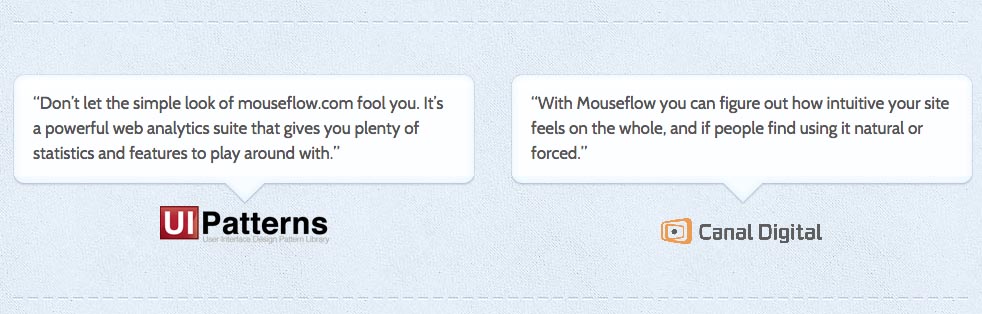 “Don’t let the simple look of mouseflow.com fool you. It’s
a powerful web analytics suite that gives you plenty of
statistics and features to play around with.”
UI Patterns
User Interface Design Pattern Library
“With Mouseflow you can figure out how intuitive your site
feels on the whole, and if people find using it natural or
forced.”
Canal Digital